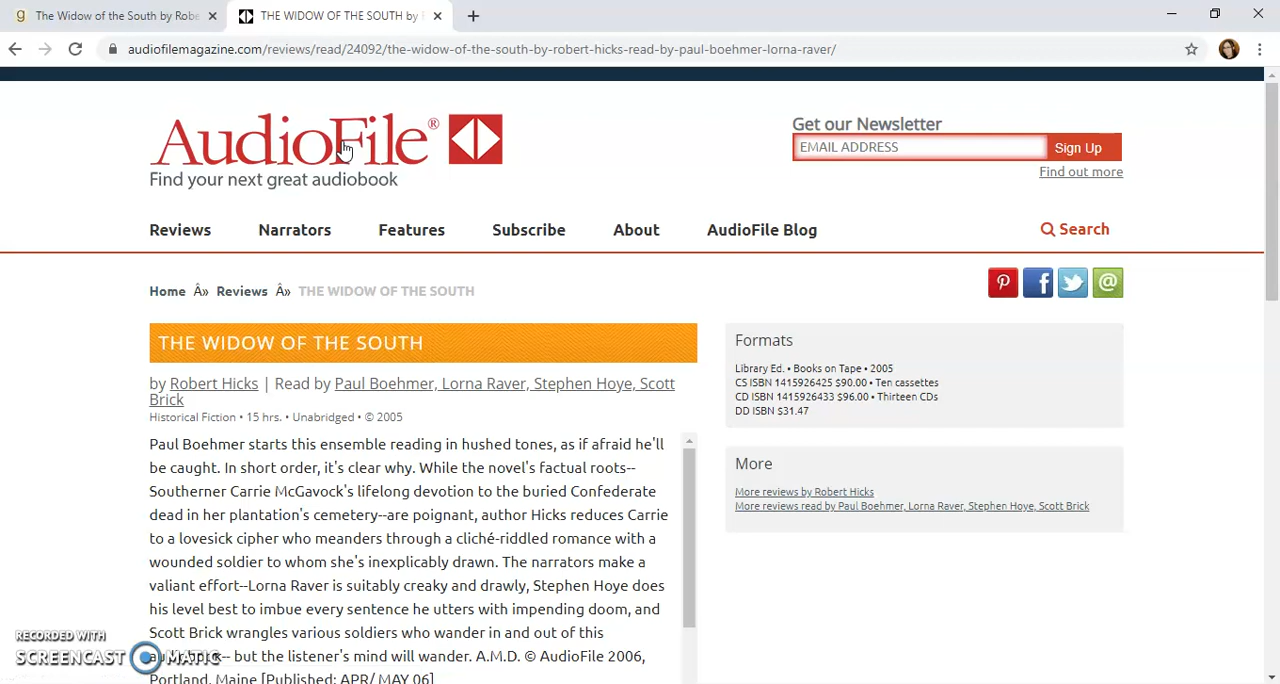 The Widow of the South by Robe
THE WIDOW OF THE SOUTH by
audiofilemagazine.com/reviews/read/24092/the-widow-of-the-south-by-robert-hicks-read-by-paul-boehmer-lorna-raver/
AudioFile®
Find your next great audiobook
Get our Newsletter
EMAIL ADDRESS
Sign Up
Find out more
Reviews
Narrators
Features
Subscribe
About
AudioFile Blog
Search
Home Â» Reviews Â» THE WIDOW OF THE SOUTH
THE WIDOW OF THE SOUTH
by Robert Hicks | Read by Paul Boehmer, Lorna Raver, Stephen Hoye, Scott
Brick
Historical Fiction • 15 hrs. • Unabridged • © 2005
Paul Boehmer starts this ensemble reading in hushed tones, as if afraid he'll
be caught. In short order, it's clear why. While the novel's factual roots--
Southerner Carrie McGavock's lifelong devotion to the buried Confederate
dead in her plantation's cemetery--are poignant, author Hicks reduces Carrie
to a lovesick cipher who meanders through a cliché-riddled romance with a
wounded soldier to whom she's inexplicably drawn. The narrators make a
valiant effort--Lorna Raver is suitably creaky and drawly, Stephen Hoye does
his level best to imbue every sentence he utters with impending doom, and
Scott Brick wrangles various soldiers who wander in and out of this
but the listener's mind will wander. A.M.D. © AudioFile 2006,
Portland, Maine [Published: APR/ MAY 06]
Formats
Library Ed. • Books on Tape • 2005
CS ISBN 1415926425 $90.00 • Ten cassettes
CD ISBN 1415926433 $96.00 • Thirteen CDs
DD ISBN $31.47
More
More reviews by Robert Hicks
More reviews read by Paul Boehmer, Lorna Raver, Stephen Hoye, Scott Brick
RECORDED WITH
SCREENCAST MATIC